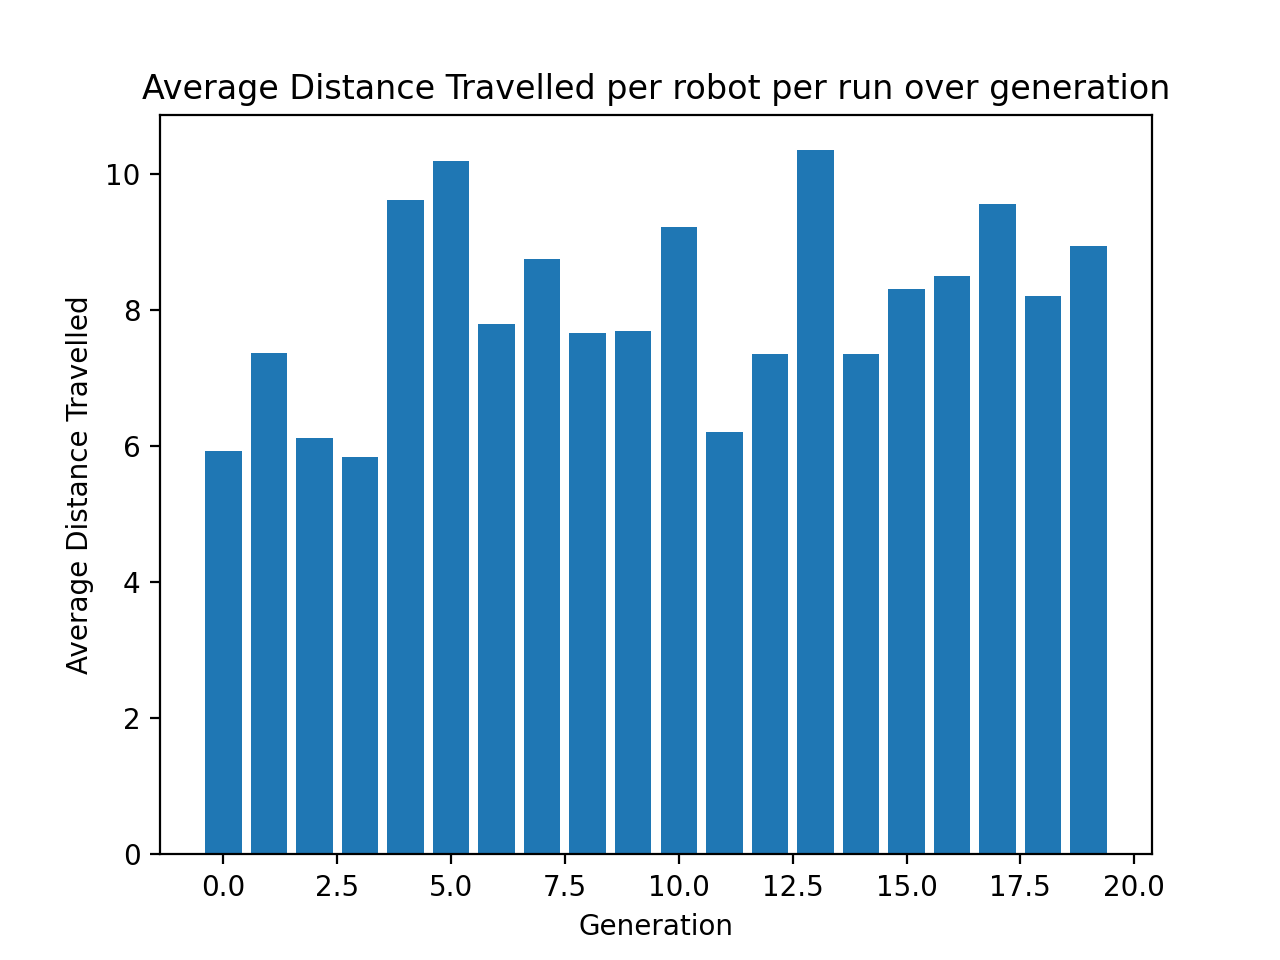 Average Distance Travelled per robot per run over generation
10
8
6
4
2
0
Average Distance Travelled
0.0 2.5 5.0 7.5 10.0 12.5 15.0 17.5 20.0
Generation